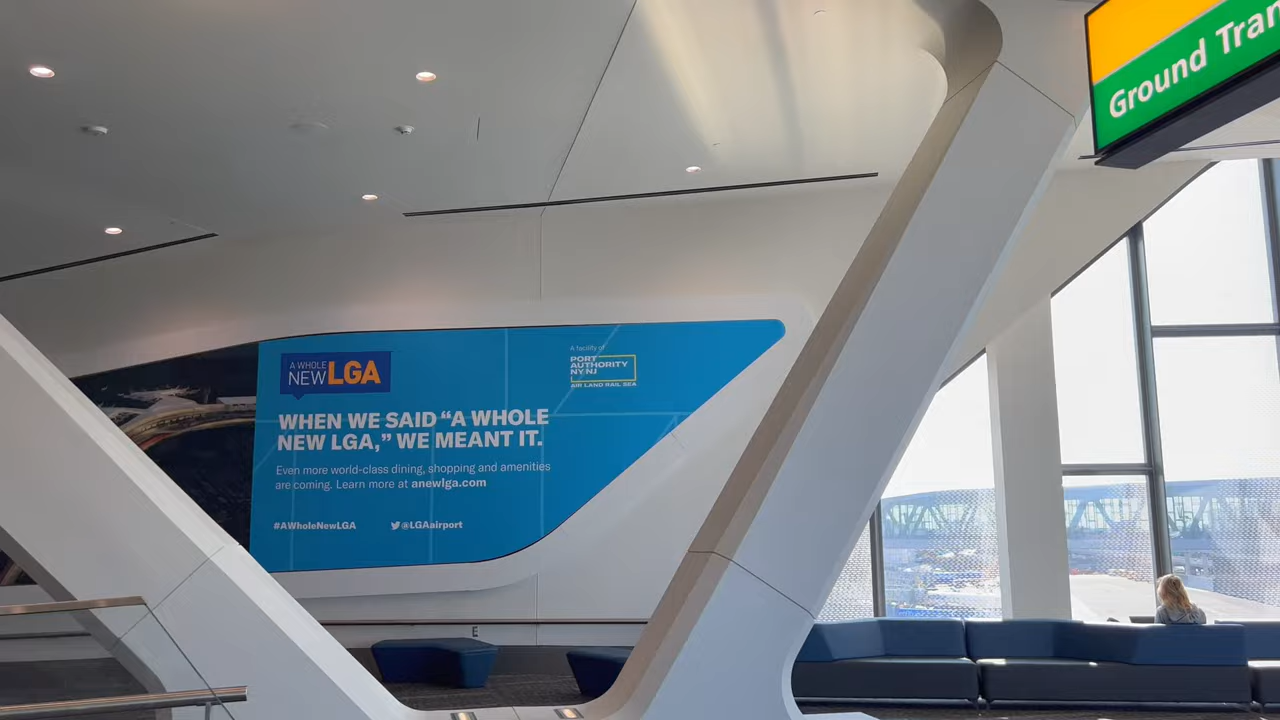 A WHOLE
NEW LGA
A facility of
PORT
AUTHORITY
NY NJ
AIR LAND RAIL SEA
WHEN WE SAID “A WHOLE
NEW LGA,” WE MEANT IT.
Even more world-class dining, shopping and amenities
are coming. Learn more at anewlga.com
#AWholeNewLGA
@LGAairport
Ground Tran